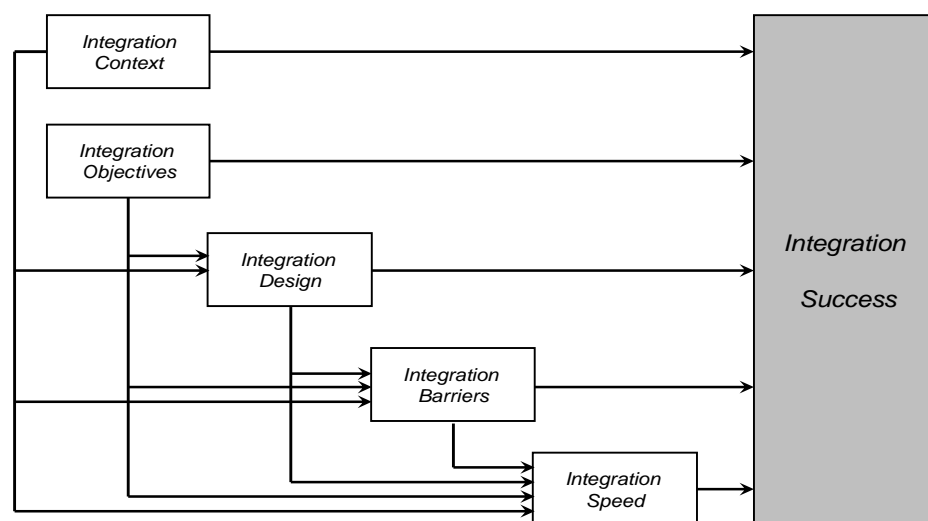 Integration
Context
Integration
Objectives
Integration
Design
Integration
Success
Integration
Barriers
Integration
Speed